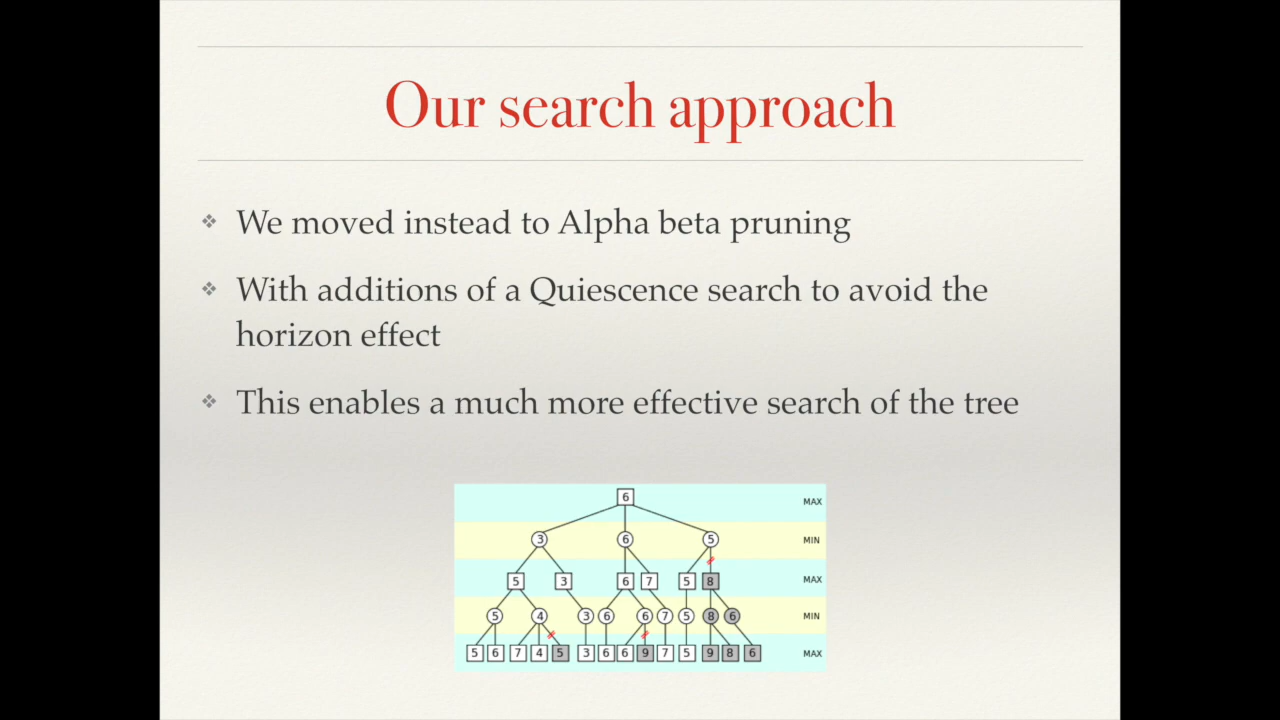 Our search approach
We moved instead to Alpha beta pruning
With additions of a Quiescence search to avoid the
horizon effect
This enables a much more effective search of the tree
6 MAX
3 6 5 MIN
5 3 6 7 5 8 MAX
5 4 3 6 6 7 5 8 6 MIN
5 6 7 4 5 3 6 6 9 7 5 9 8 6 MAX